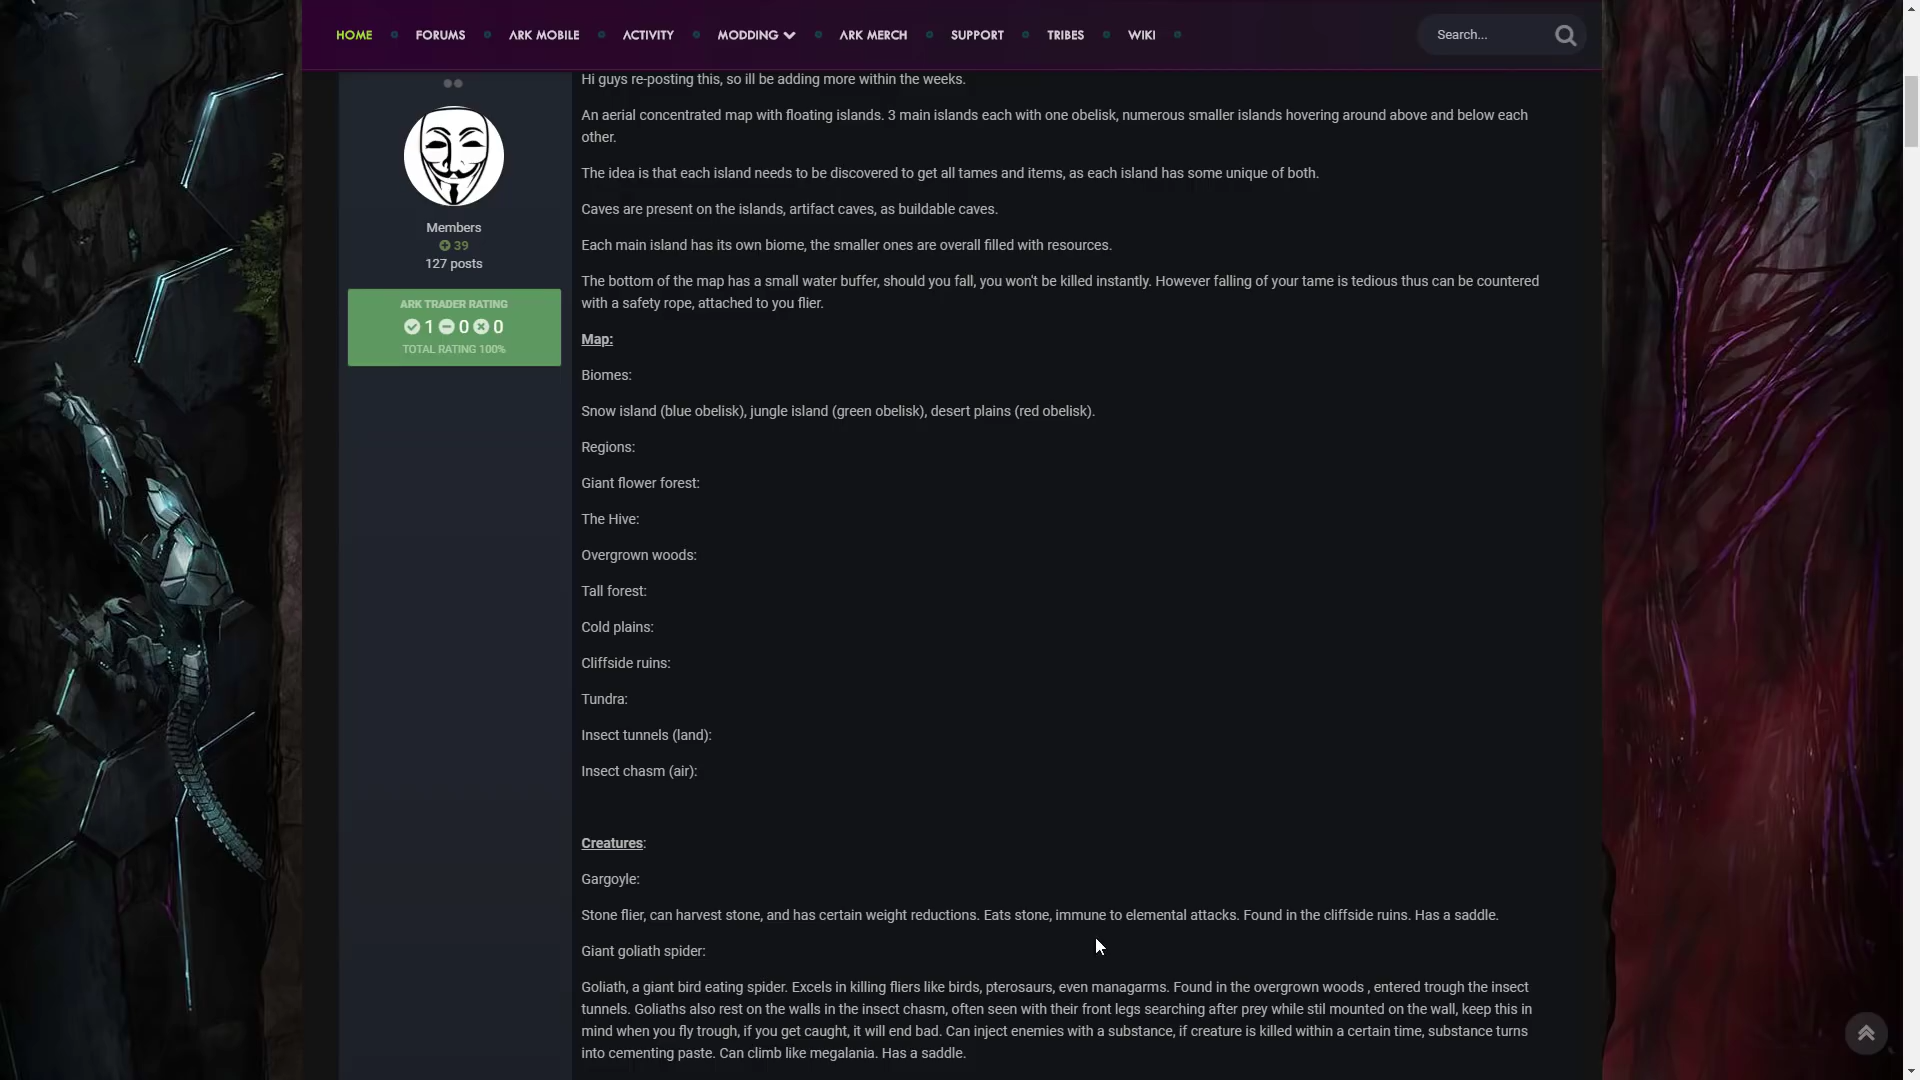 HOME FORUMS ARK MOBILE ACTIVITY MODDING ARK MERCH SUPPORT TRIBES WIKI Search...
Members
39
127 posts
ARK TRADER RATING
1 0 0
TOTAL RATING 100%
Hi guys re-posting this, so ill be adding more within the weeks.
An aerial concentrated map with floating islands. 3 main islands each with one obelisk, numerous smaller islands hovering around above and below each
other.
The idea is that each island needs to be discovered to get all tames and items, as each island has some unique of both.
Caves are present on the islands, artifact caves, as buildable caves.
Each main island has its own biome, the smaller ones are overall filled with resources.
The bottom of the map has a small water buffer, should you fall, you won't be killed instantly. However falling of your tame is tedious thus can be countered
with a safety rope, attached to you flier.
Map:
Biomes:
Snow island (blue obelisk), jungle island (green obelisk), desert plains (red obelisk).
Regions:
Giant flower forest:
The Hive:
Overgrown woods:
Tall forest:
Cold plains:
Cliffside ruins:
Tundra:
Insect tunnels (land):
Insect chasm (air):
Creatures:
Gargoyle:
Stone flier, can harvest stone, and has certain weight reductions. Eats stone, immune to elemental attacks. Found in the cliffside ruins. Has a saddle.
Giant goliath spider:
Goliath, a giant bird eating spider. Excels in killing fliers like birds, pterosaurs, even managarms. Found in the overgrown woods , entered trough the insect
tunnels. Goliaths also rest on the walls in the insect chasm, often seen with their front legs searching after prey while stil mounted on the wall, keep this in
mind when you fly trough, if you get caught, it will end bad. Can inject enemies with a substance, if creature is killed within a certain time, substance turns
into cementing paste. Can climb like megalania. Has a saddle.